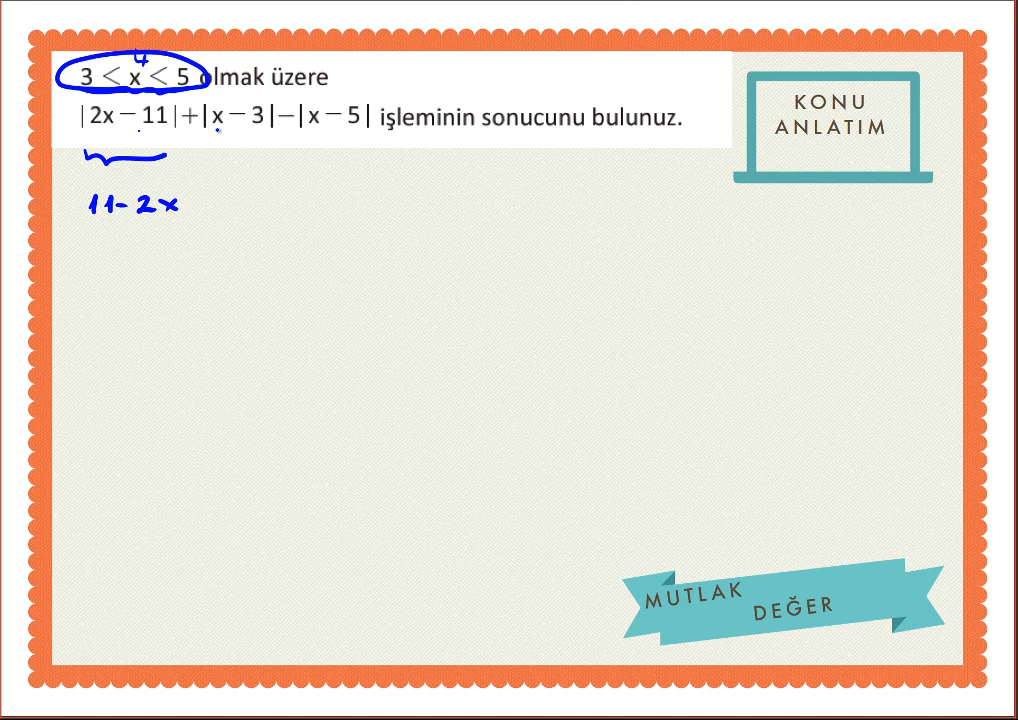 4
3 < x < 5 olmak üzere
|2x − 11|+|x − 3|−|x − 5| işleminin sonucunu bulunuz.
11- 2x
KONU
ANLATIM
MUTLAK
DEĞER